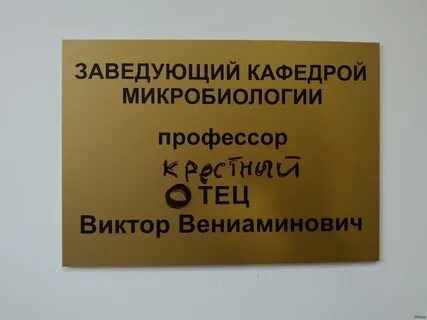 ЗАВЕДУЮЩИЙ КАФЕДРОЙ
МИКРОБИОЛОГИИ
профессор
крестный
ОТЕЦ
Виктор Вениаминович